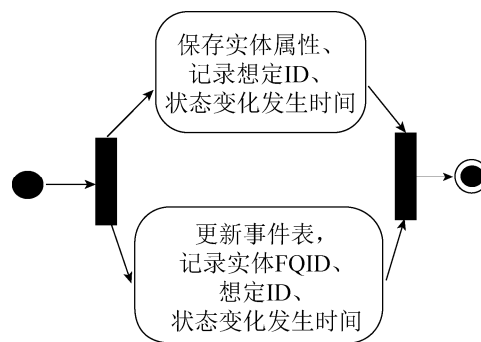 保存实体属性、
记录想定ID、
状态变化发生时间
更新事件表，
记录实体FQID、
想定ID、
状态变化发生时间